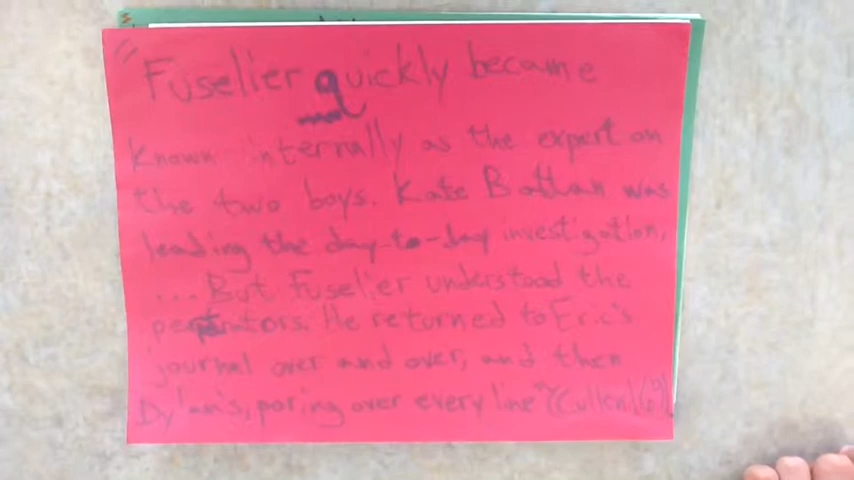 "Fuselier quickly became
known internally as the expert on
the two boys. Kate Battan was
leading the day-to-day investigation,
... But Fuselier understood the
perptrators. He returned to Eric's
journal over and over, and then
Dylan's, poring over every line" (Cullen 169).